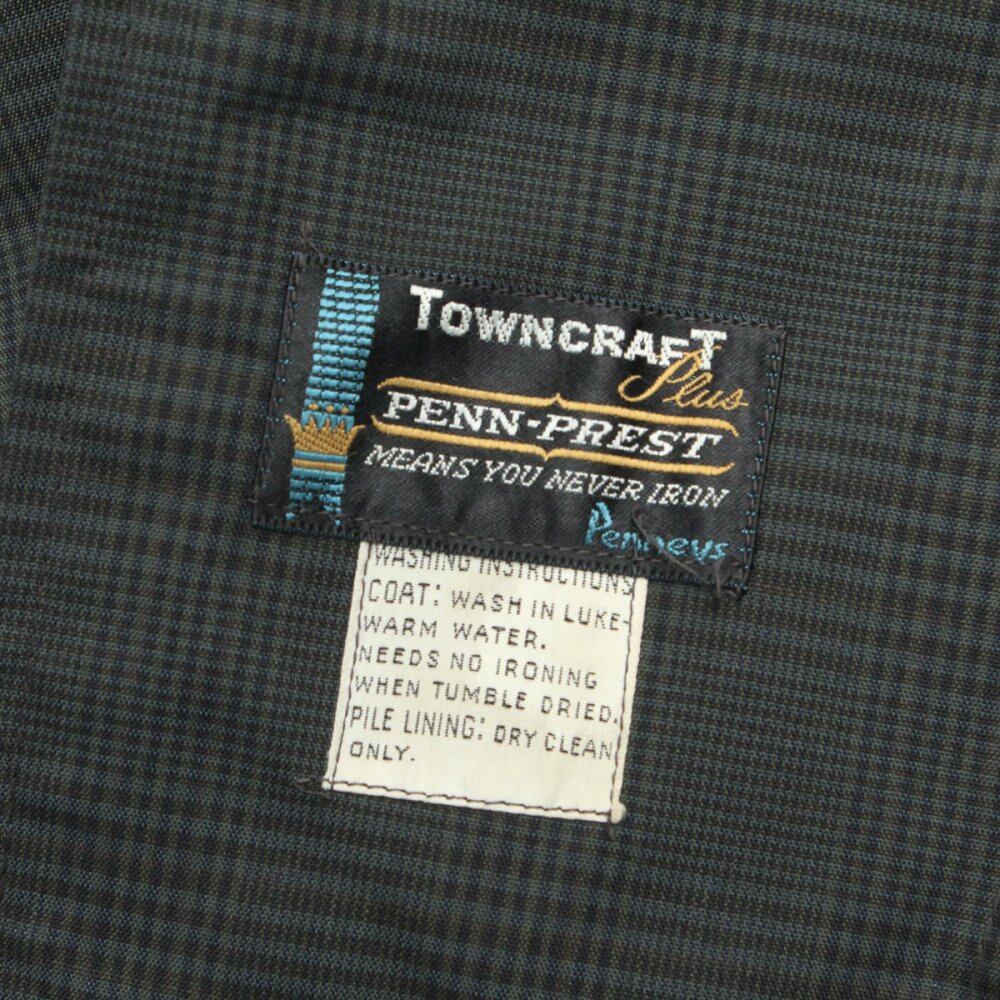 TOWNCRAFT
Plus
PENN-PREST
MEANS YOU NEVER IRON
Penneys
WASHING INSTRUCTIONS
COAT: WASH IN LUKE-
WARM WATER.
NEEDS NO IRONING
WHEN TUMBLE DRIED.
PILE LINING: DRY CLEAN
ONLY.